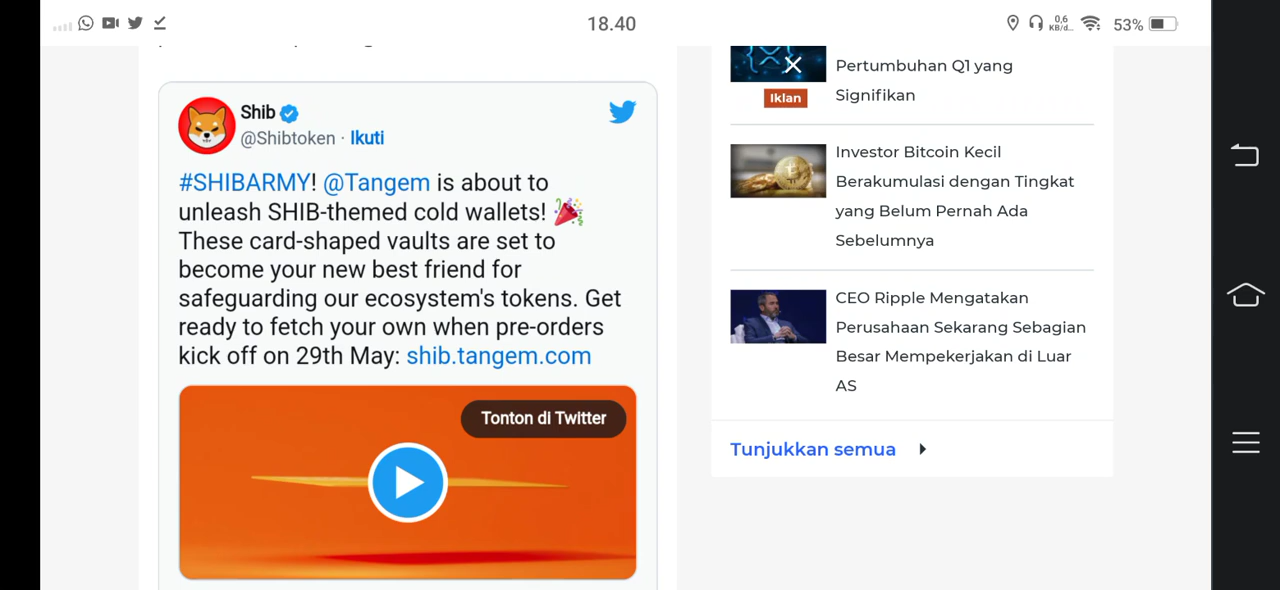 18.40
0,6
KB/d...
53%
Shib
@Shibtoken · Ikuti
#SHIBARMY! @Tangem is about to
unleash SHIB-themed cold wallets! 🎉
These card-shaped vaults are set to
become your new best friend for
safeguarding our ecosystem's tokens. Get
ready to fetch your own when pre-orders
kick off on 29th May: shib.tangem.com
Tonton di Twitter
Pertumbuhan Q1 yang
Signifikan
Iklan
Investor Bitcoin Kecil
Berakumulasi dengan Tingkat
yang Belum Pernah Ada
Sebelumnya
CEO Ripple Mengatakan
Perusahaan Sekarang Sebagian
Besar Mempekerjakan di Luar
AS
Tunjukkan semua